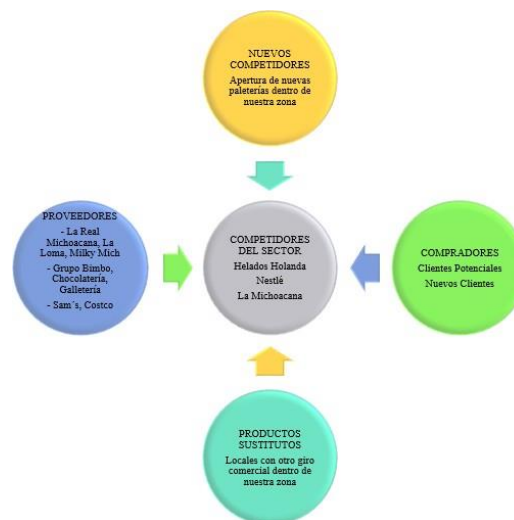 NUEVOS
COMPETIDORES
Apertura de nuevas
paleterías dentro de
nuestra zona
PROVEEDORES
- La Real
Michoacana, La
Loma, Milky Mich
- Grupo Bimbo,
Chocolatería,
Galletería
- Sam´s, Costco
COMPETIDORES
DEL SECTOR
Helados Holanda
Nestlé
La Michoacana
COMPRADORES
Clientes Potenciales
Nuevos Clientes
PRODUCTOS
SUSTITUTOS
Locales con otro giro
comercial dentro de
nuestra zona